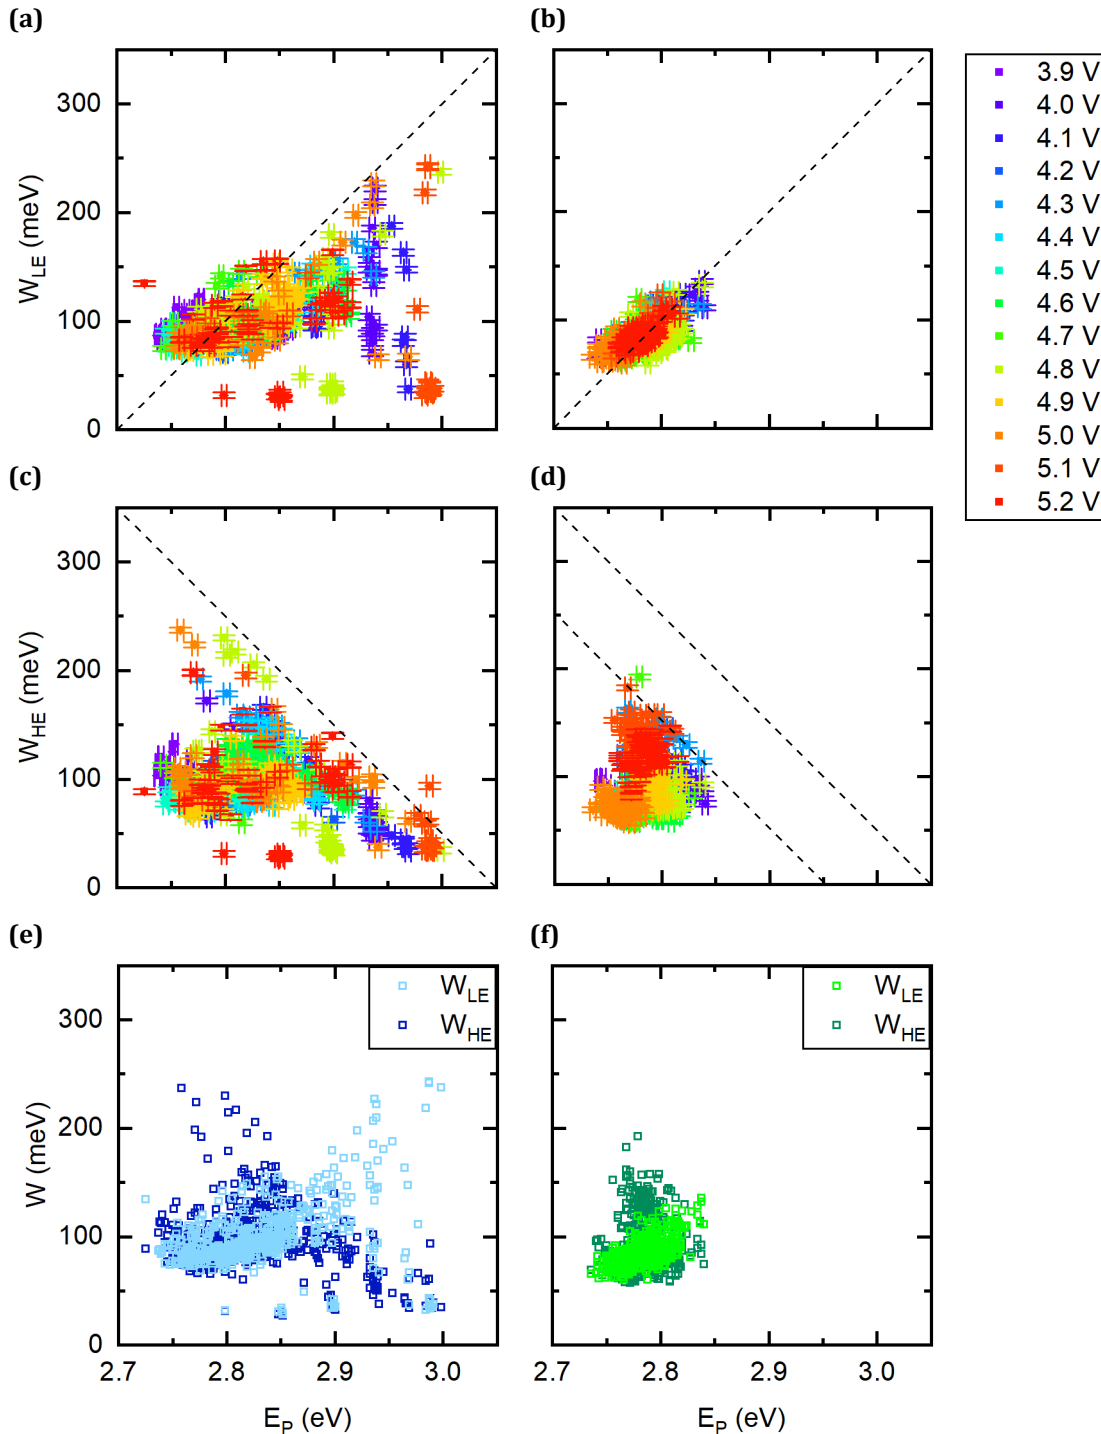 (a)
(b)
300
200
100
0
W_LE (meV)
3.9 V
4.0 V
4.1 V
4.2 V
4.3 V
4.4 V
4.5 V
4.6 V
4.7 V
4.8 V
4.9 V
5.0 V
5.1 V
5.2 V
(c)
(d)
300
200
100
0
W_HE (meV)
(e)
(f)
W_LE
W_HE
W_LE
W_HE
300
200
100
0
W (meV)
2.7 2.8 2.9 3.0
2.7 2.8 2.9 3.0
E_P (eV)
E_P (eV)